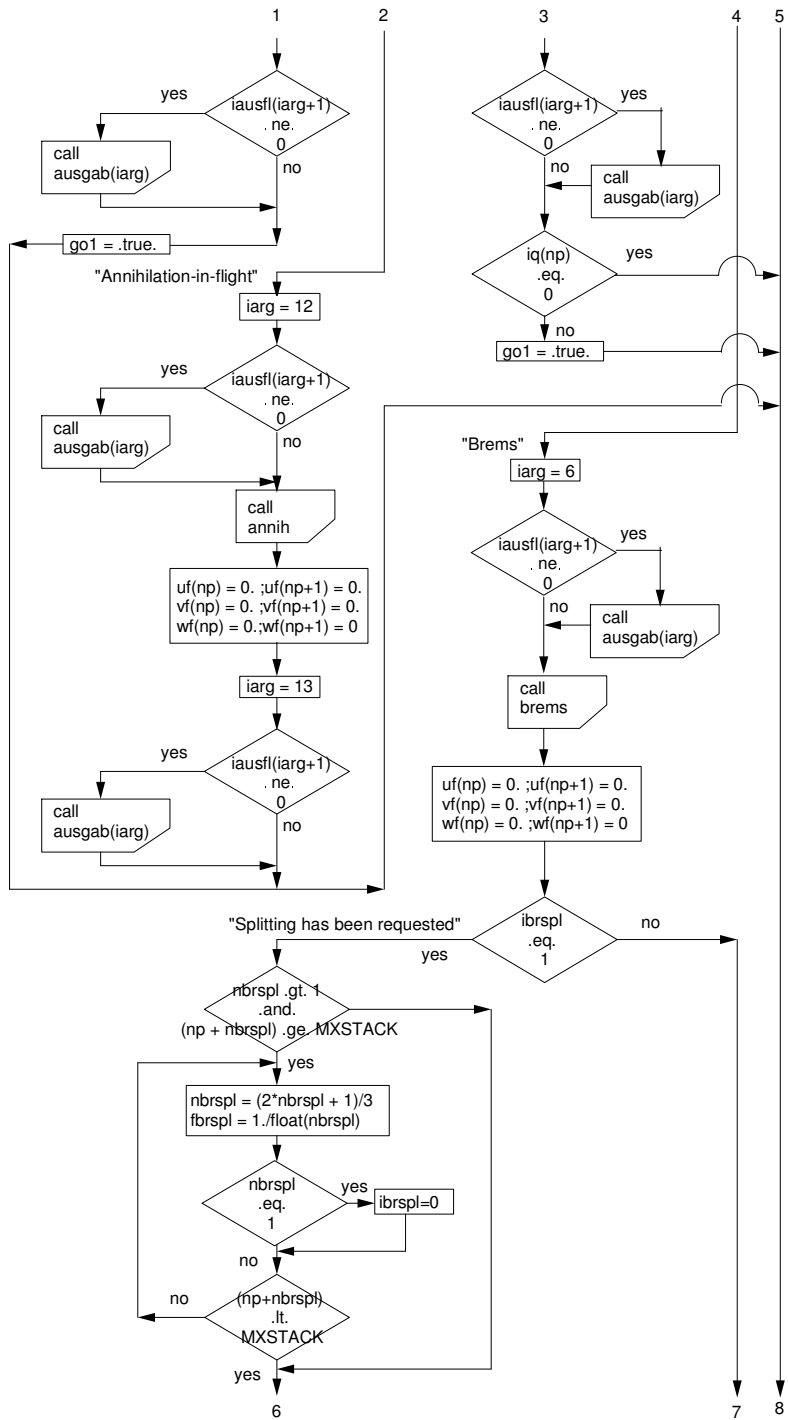 1
2
3
4
5
iausfl(iarg+1)
.ne.
0
yes
call
ausgab(iarg)
no
go1 = .true.
"Annihilation-in-flight"
iarg = 12
iausfl(iarg+1)
.ne.
0
yes
call
ausgab(iarg)
no
call
annih
uf(np) = 0. ;uf(np+1) = 0.
vf(np) = 0. ;vf(np+1) = 0.
wf(np) = 0.;wf(np+1) = 0
iarg = 13
iausfl(iarg+1)
.ne.
0
yes
call
ausgab(iarg)
no
iausfl(iarg+1)
.ne.
0
yes
no
call
ausgab(iarg)
iq(np)
.eq.
0
yes
no
go1 = .true.
"Brems"
iarg = 6
iausfl(iarg+1)
.ne.
0
yes
no
call
ausgab(iarg)
call
brems
uf(np) = 0. ;uf(np+1) = 0.
vf(np) = 0. ;vf(np+1) = 0.
wf(np) = 0. ;wf(np+1) = 0
ibrspl
.eq.
1
no
"Splitting has been requested"
yes
nbrspl .gt. 1
.and.
(np + nbrspl) .ge. MXSTACK
yes
nbrspl = (2*nbrspl + 1)/3
fbrspl = 1./float(nbrspl)
nbrspl
.eq.
1
yes
ibrspl=0
no
(np+nbrspl)
.lt.
MXSTACK
no
yes
6
7
8